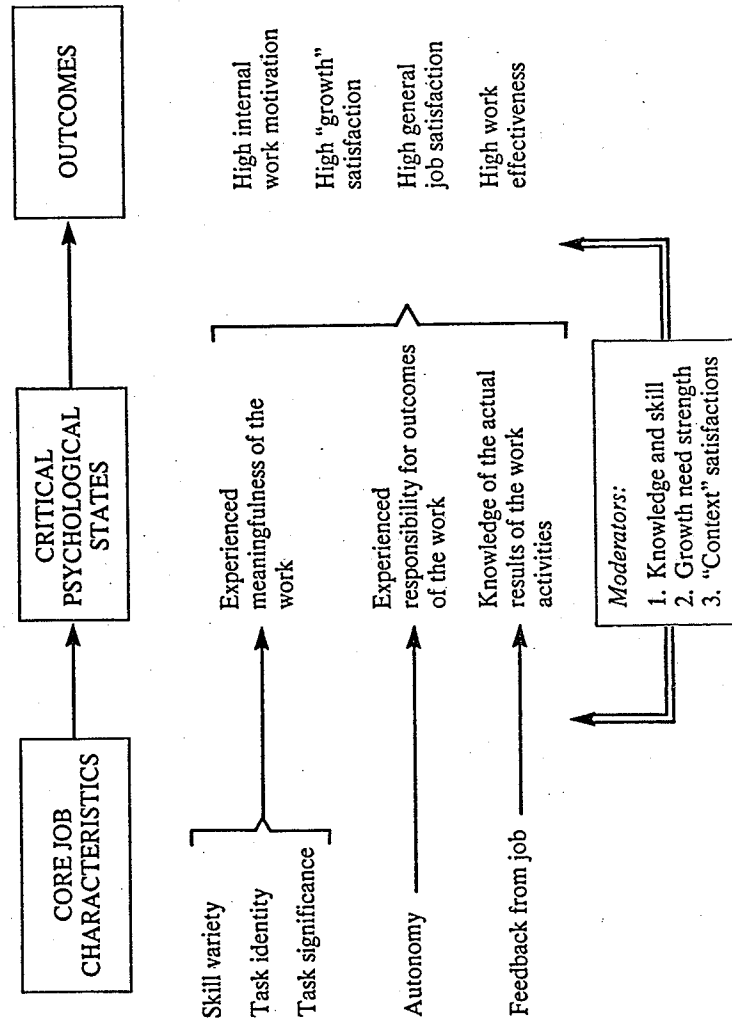 CORE JOB
CHARACTERISTICS
CRITICAL
PSYCHOLOGICAL
STATES
OUTCOMES
Skill variety
Task identity
Task significance
Experienced
meaningfulness of the
work
Autonomy
Experienced
responsibility for outcomes
of the work
Feedback from job
Knowledge of the actual
results of the work
activities
High internal
work motivation
High “growth”
satisfaction
High general
job satisfaction
High work
effectiveness
Moderators:
1. Knowledge and skill
2. Growth need strength
3. “Context” satisfactions